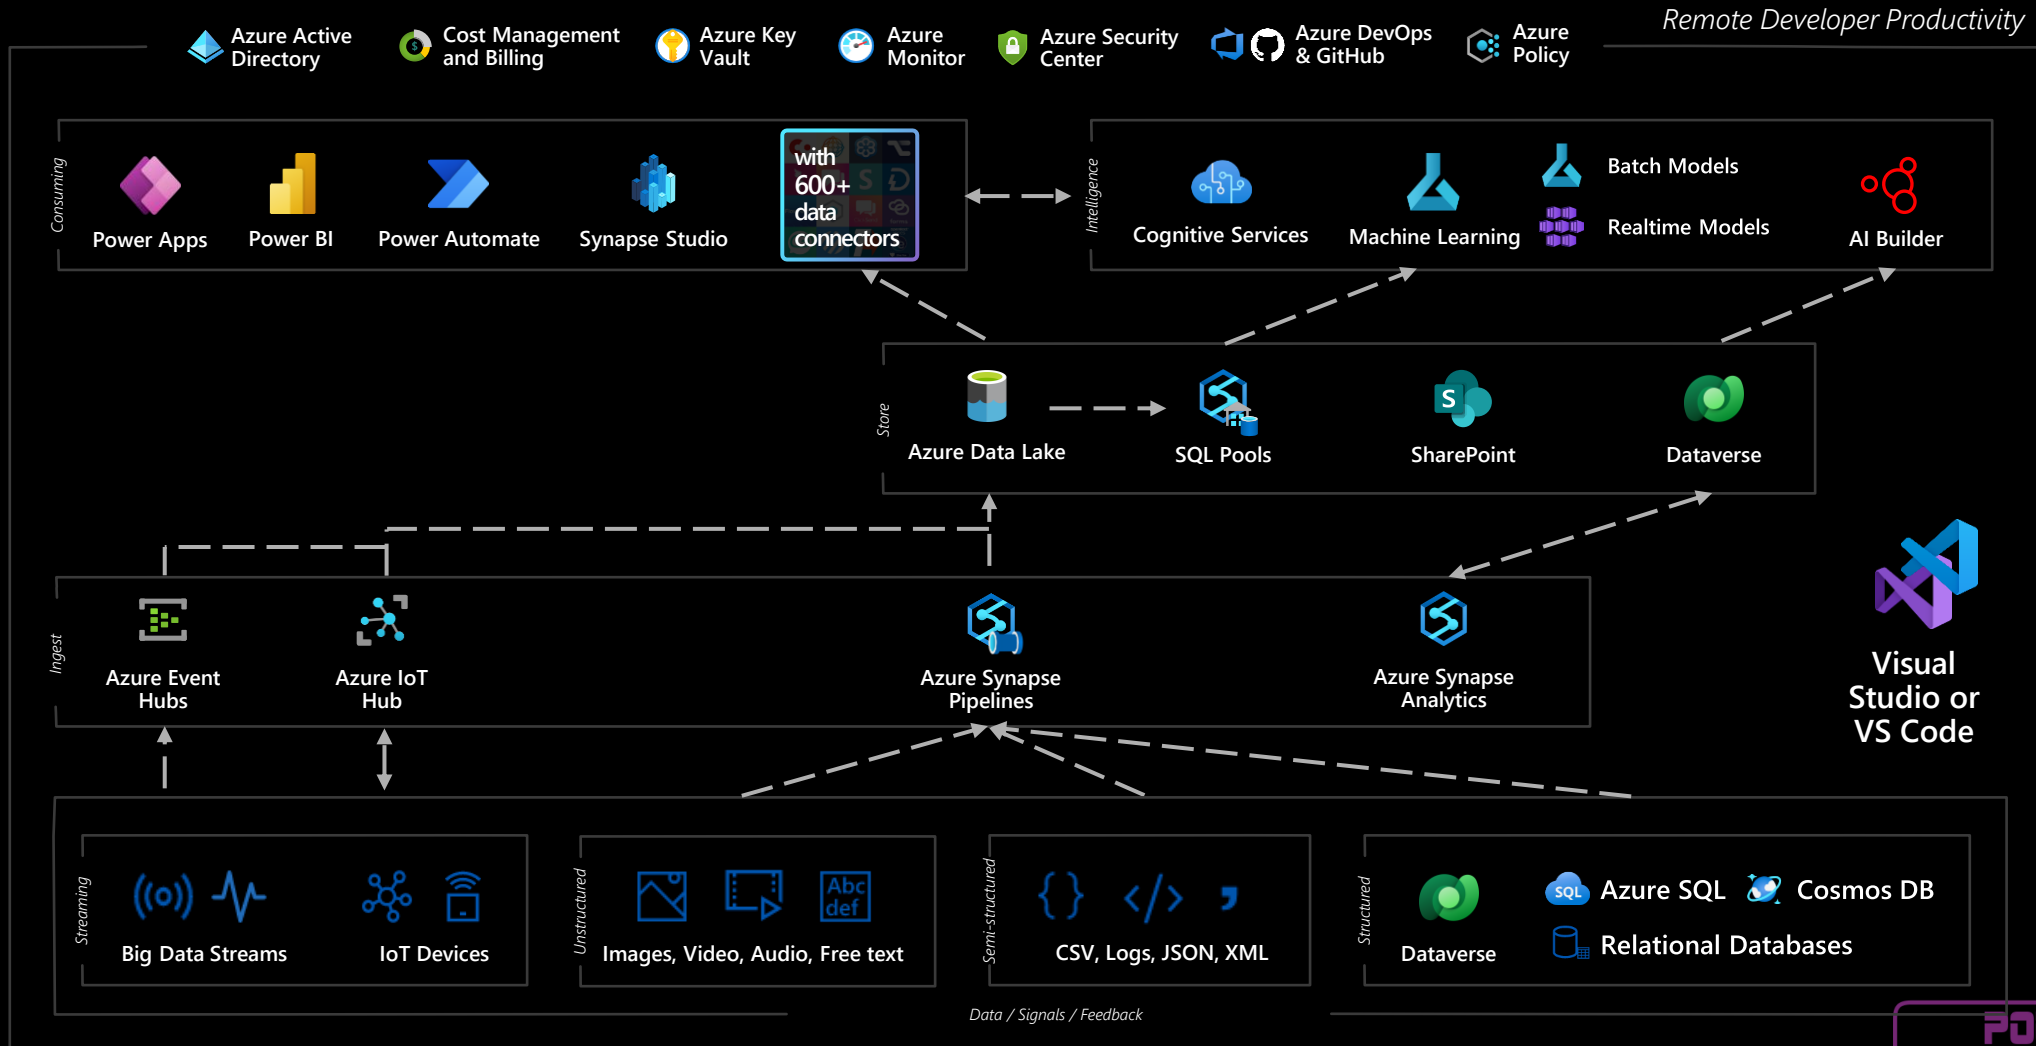 Remote Developer Productivity
Azure Active
Directory
Cost Management
and Billing
Azure Key
Vault
Azure
Monitor
Azure Security
Center
Azure DevOps
& GitHub
Azure
Policy
Consuming
Power Apps
Power BI
Power Automate
Synapse Studio
with
600+
data
connectors
Intelligence
Cognitive Services
Machine Learning
Batch Models
Realtime Models
AI Builder
Store
Azure Data Lake
SQL Pools
S
SharePoint
Dataverse
Ingest
Azure Event
Hubs
Azure IoT
Hub
Azure Synapse
Pipelines
Azure Synapse
Analytics
Visual
Studio or
VS Code
Streaming
Big Data Streams
IoT Devices
Unstructured
Abc
def
Images, Video, Audio, Free text
Semi-structured
CSV, Logs, JSON, XML
Structured
Dataverse
SQL
Azure SQL
Cosmos DB
Relational Databases
Data / Signals / Feedback
PO